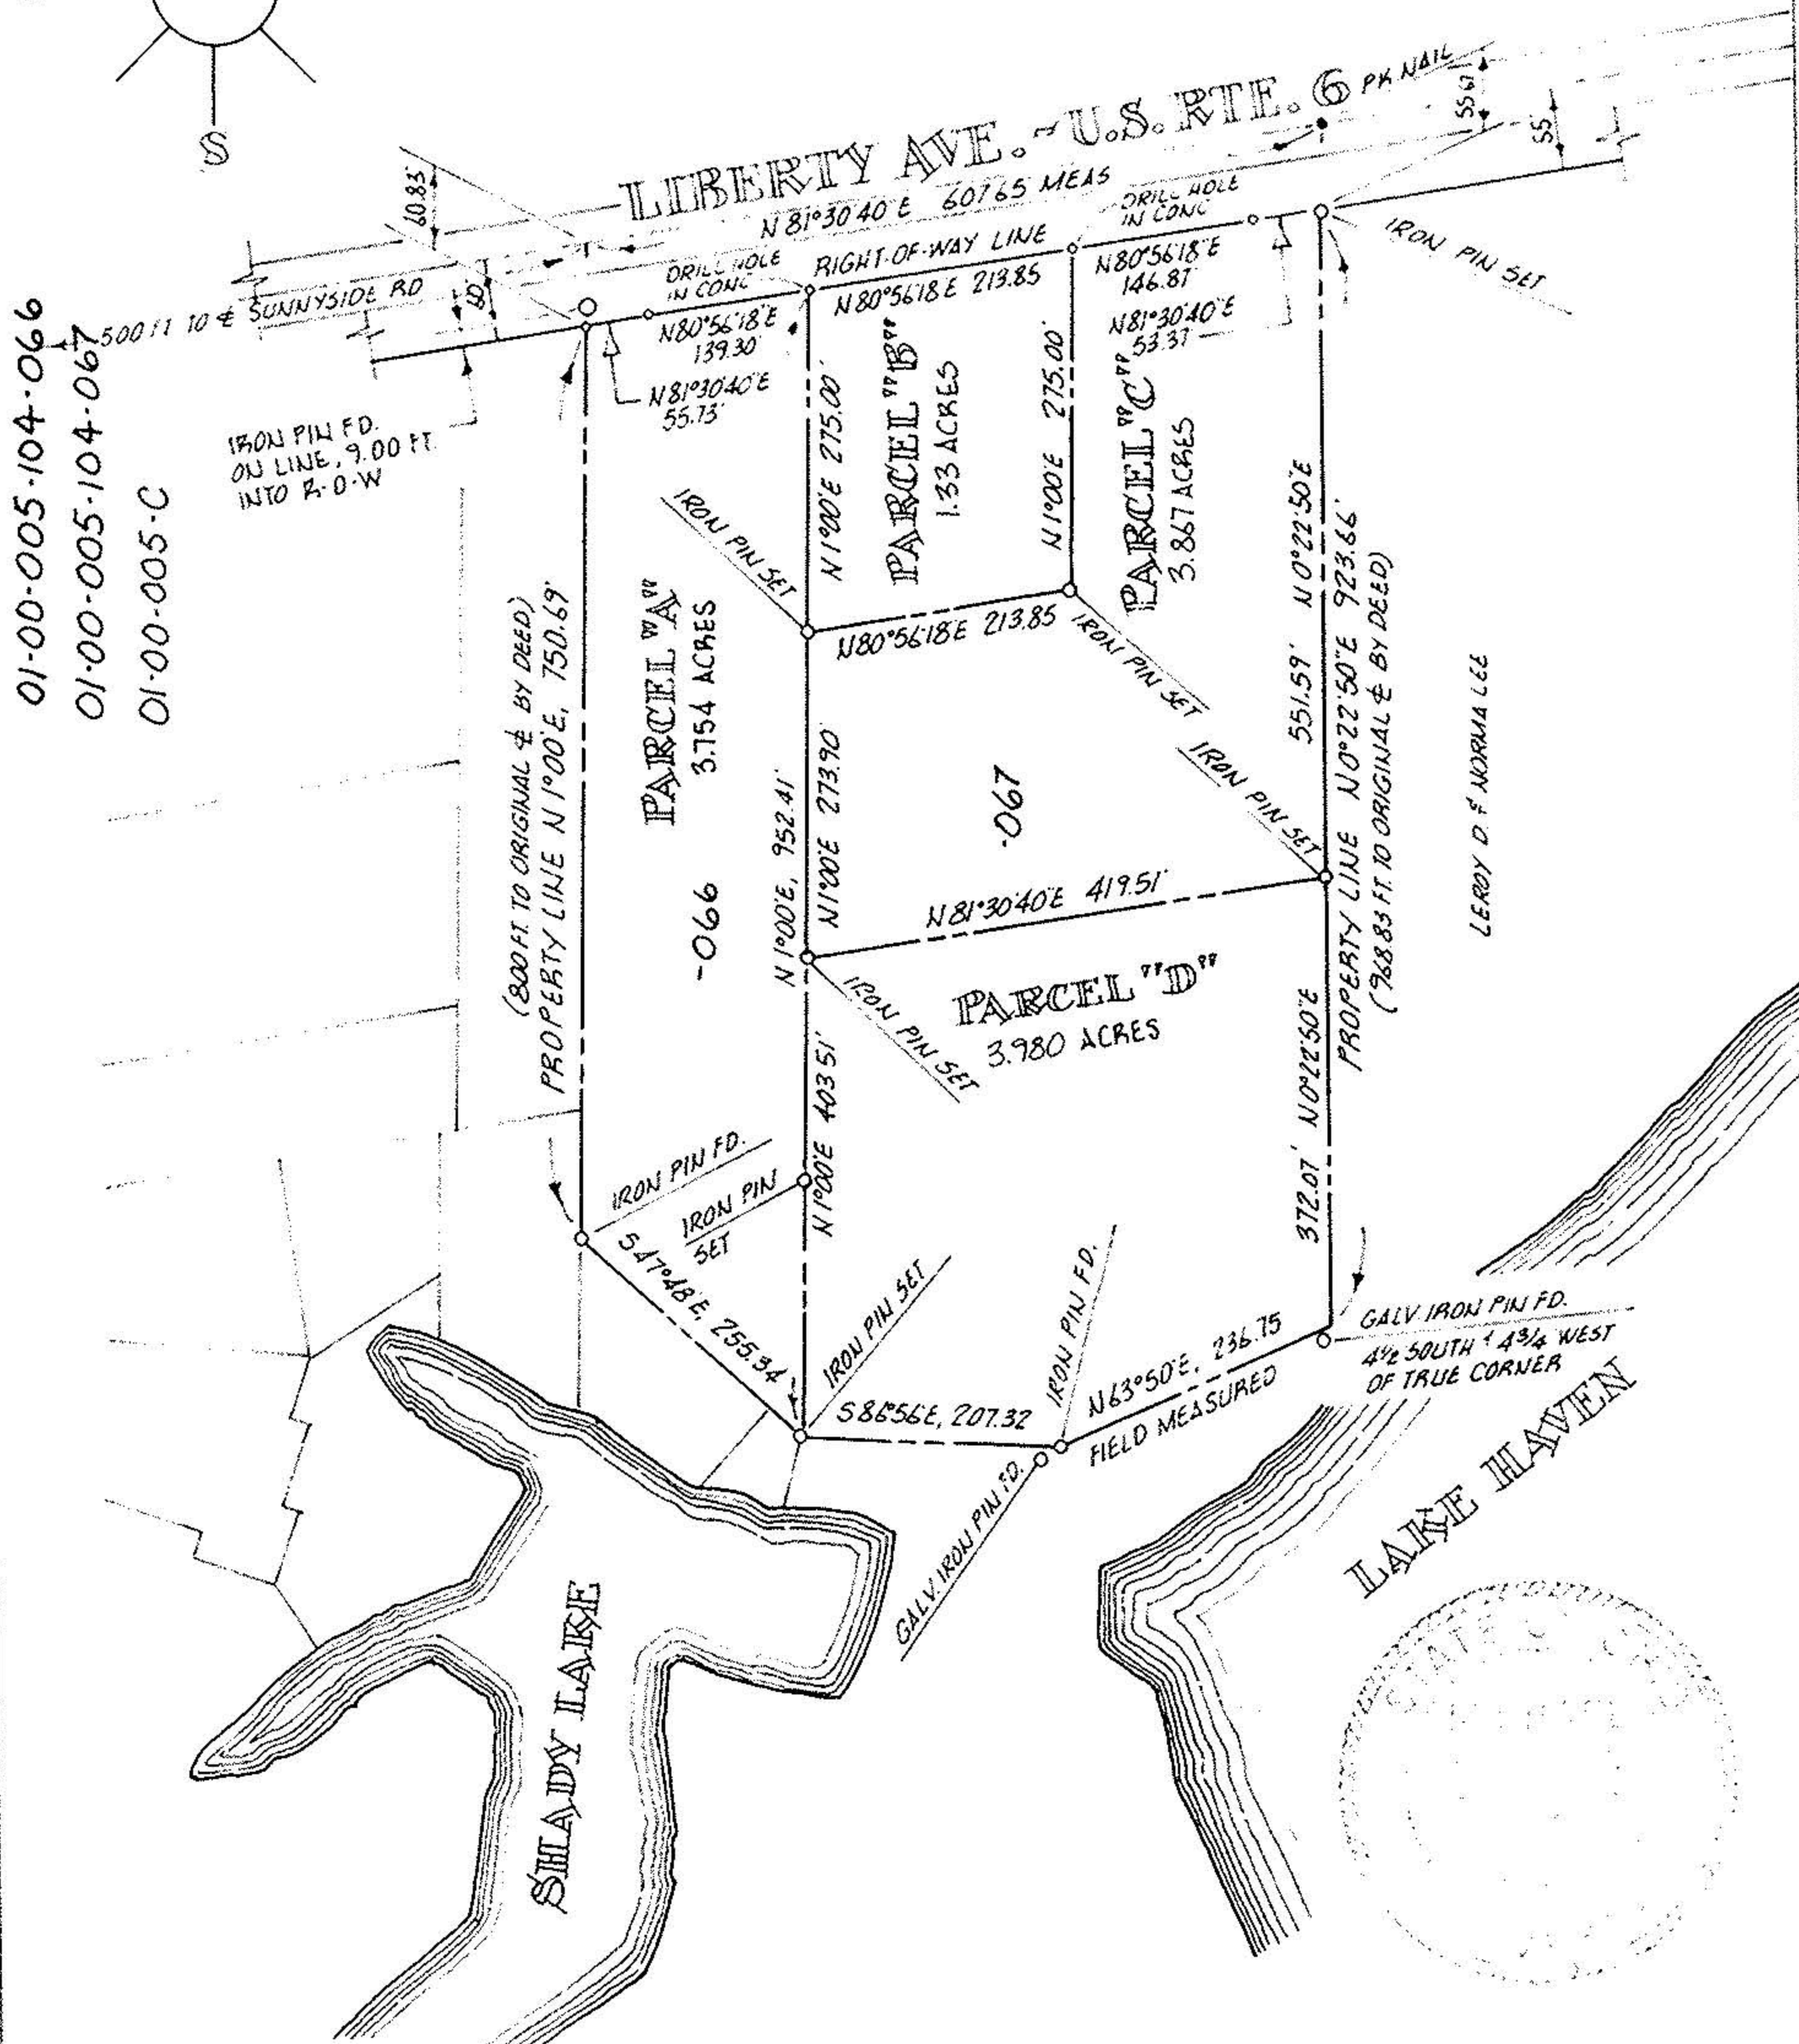 S
LIBERTY AVE. ~ U.S. RTE. 6
PK NAIL
55.61
55
60.83'
60'
N 81°30'40"E 607.65 MEAS
DRILL HOLE
IN CONC
RIGHT-OF-WAY LINE
DRILL HOLE
IN CONC
IRON PIN SET
500 FT TO ℄ SUNNYSIDE RD
N80°56'18"E
139.30'
N80°56'18"E 213.85
N80°56'18"E
146.87'
N81°30'40"E
55.73'
N81°30'40"E
53.37'
01-00-005-104-066
01-00-005-104-067
01-00-005-C
IRON PIN FD.
ON LINE, 9.00 FT.
INTO R-O-W
(800 FT. TO ORIGINAL ℄ BY DEED)
PROPERTY LINE N 1°00'E, 750.69'
PARCEL "A"
3.754 ACRES
-066
IRON PIN SET
N 1°00'E 275.00'
PARCEL "B"
1.33 ACRES
N 1°00'E 275.00'
PARCEL "C"
3.867 ACRES
N80°56'18"E 213.85
IRON PIN SET
551.59' N 0°22'50"E
PROPERTY LINE N0°22'50"E 923.66'
(968.83 FT. TO ORIGINAL ℄ BY DEED)
LEROY D. & NORMA LEE
N 1°00'E, 952.41'
N1°00'E 273.90'
-067
IRON PIN SET
N81°30'40"E 419.51'
IRON PIN SET
PARCEL "D"
3.980 ACRES
N 1°00'E 403.51'
372.07' N0°22'50"E
IRON PIN FD.
IRON PIN
SET
S47°48'E, 255.34
IRON PIN SET
IRON PIN FD.
S86°56'E, 207.32
N63°50'E, 236.75
FIELD MEASURED
GALV. IRON PIN FD.
GALV. IRON PIN FD.
4½ SOUTH & 4¾ WEST
OF TRUE CORNER
LAKE HAVEN
SHADY LAKE
STATE